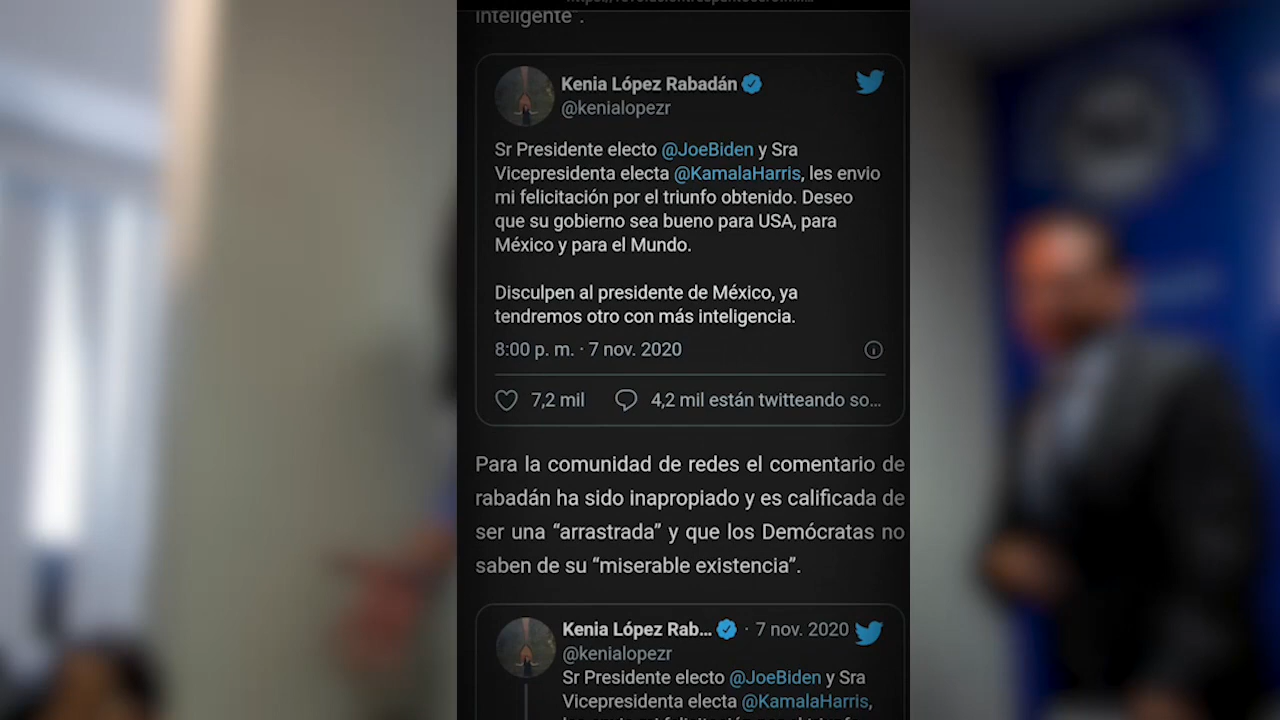 inteligente".
Kenia López Rabadán
@kenialopezr
Sr Presidente electo @JoeBiden y Sra
Vicepresidenta electa @KamalaHarris, les envio
mi felicitación por el triunfo obtenido. Deseo
que su gobierno sea bueno para USA, para
México y para el Mundo.
Disculpen al presidente de México, ya
tendremos otro con más inteligencia.
8:00 p. m. · 7 nov. 2020
7,2 mil 4,2 mil están twitteando so...
Para la comunidad de redes el comentario de
rabadán ha sido inapropiado y es calificada de
ser una “arrastrada” y que los Demócratas no
saben de su “miserable existencia”.
Kenia López Rab... · 7 nov. 2020
@kenialopezr
Sr Presidente electo @JoeBiden y Sra
Vicepresidenta electa @KamalaHarris,